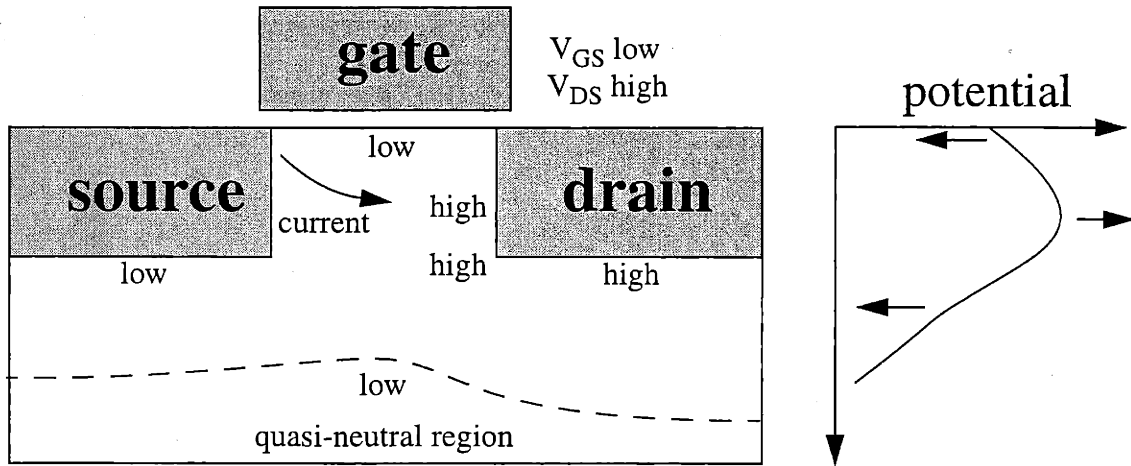 gate
V_GS low
V_DS high
potential
low
source
drain
high
current
high
low
high
low
quasi-neutral region